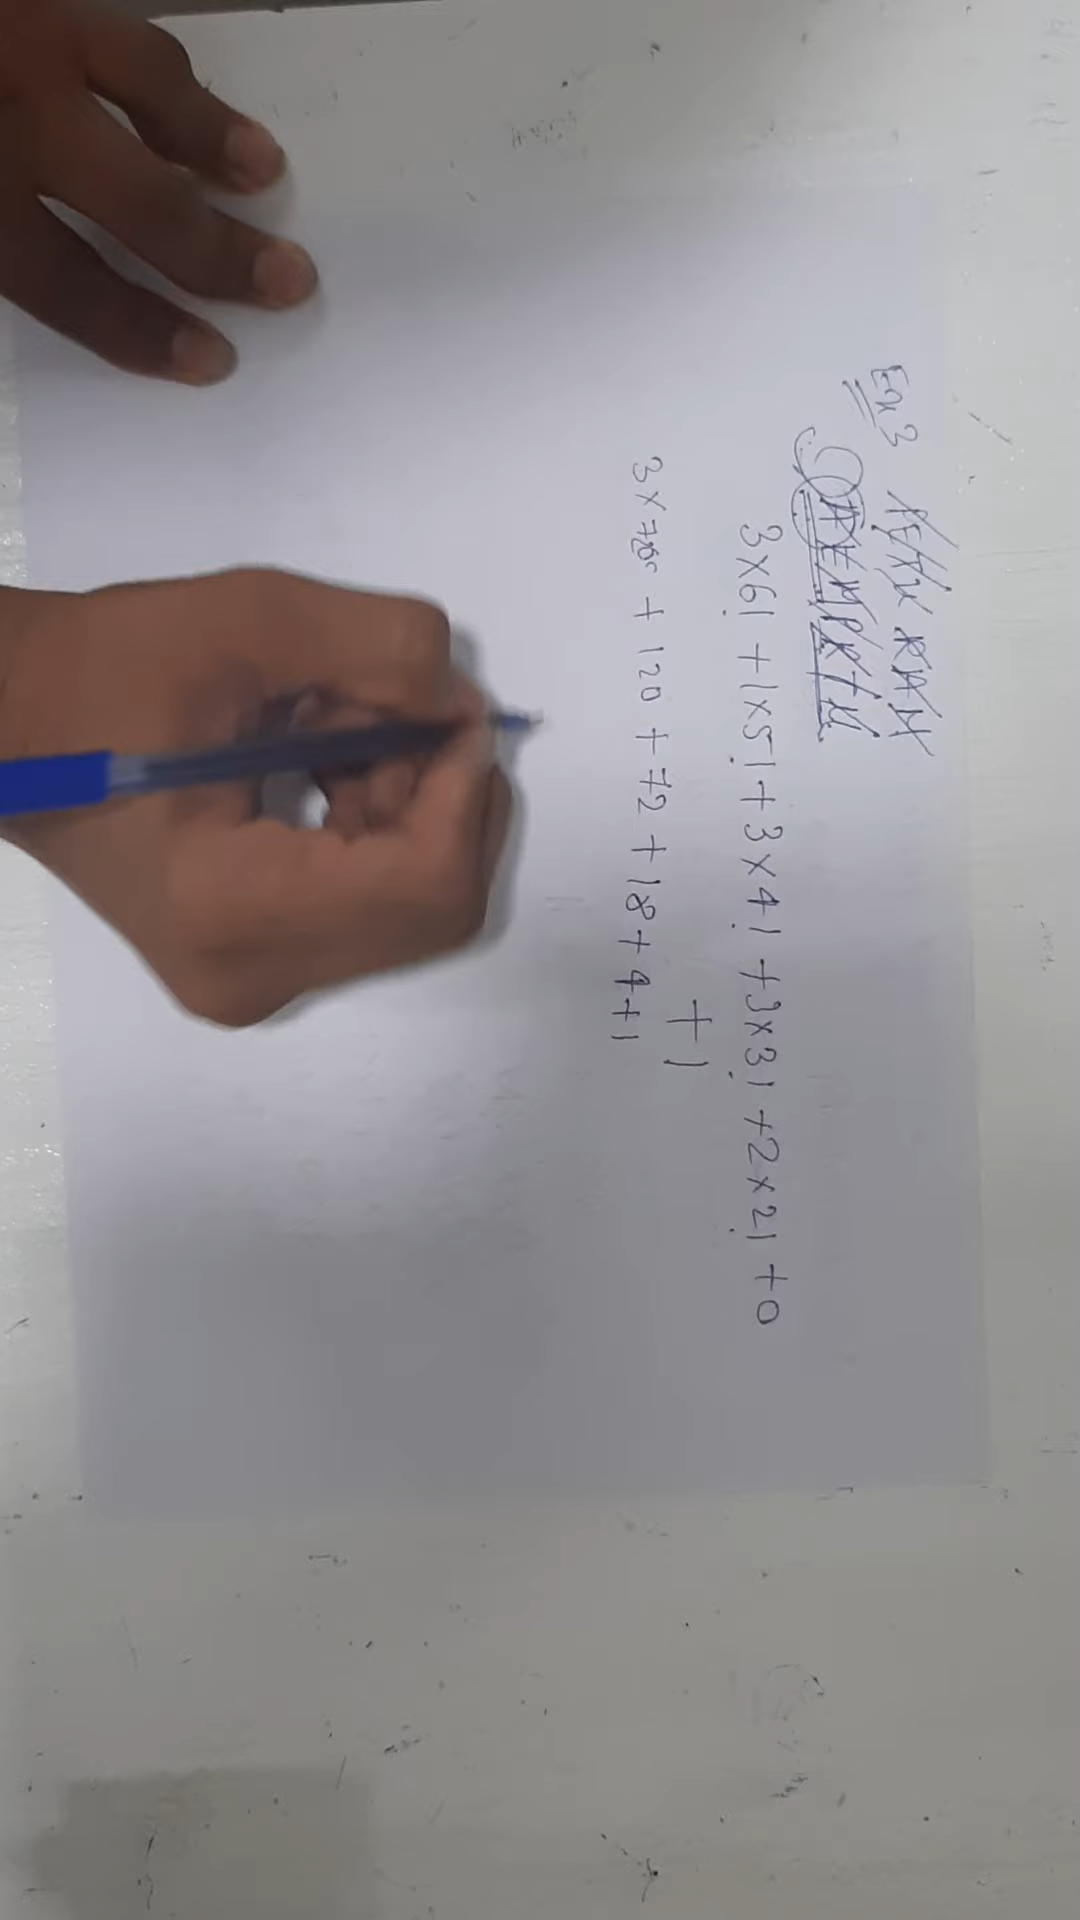 Ex 3
3×6! + 1×5! + 3×4! + 3×3! + 2×2! + 0
+ 1
3×720 + 120 + 72 + 18 + 4 + 1